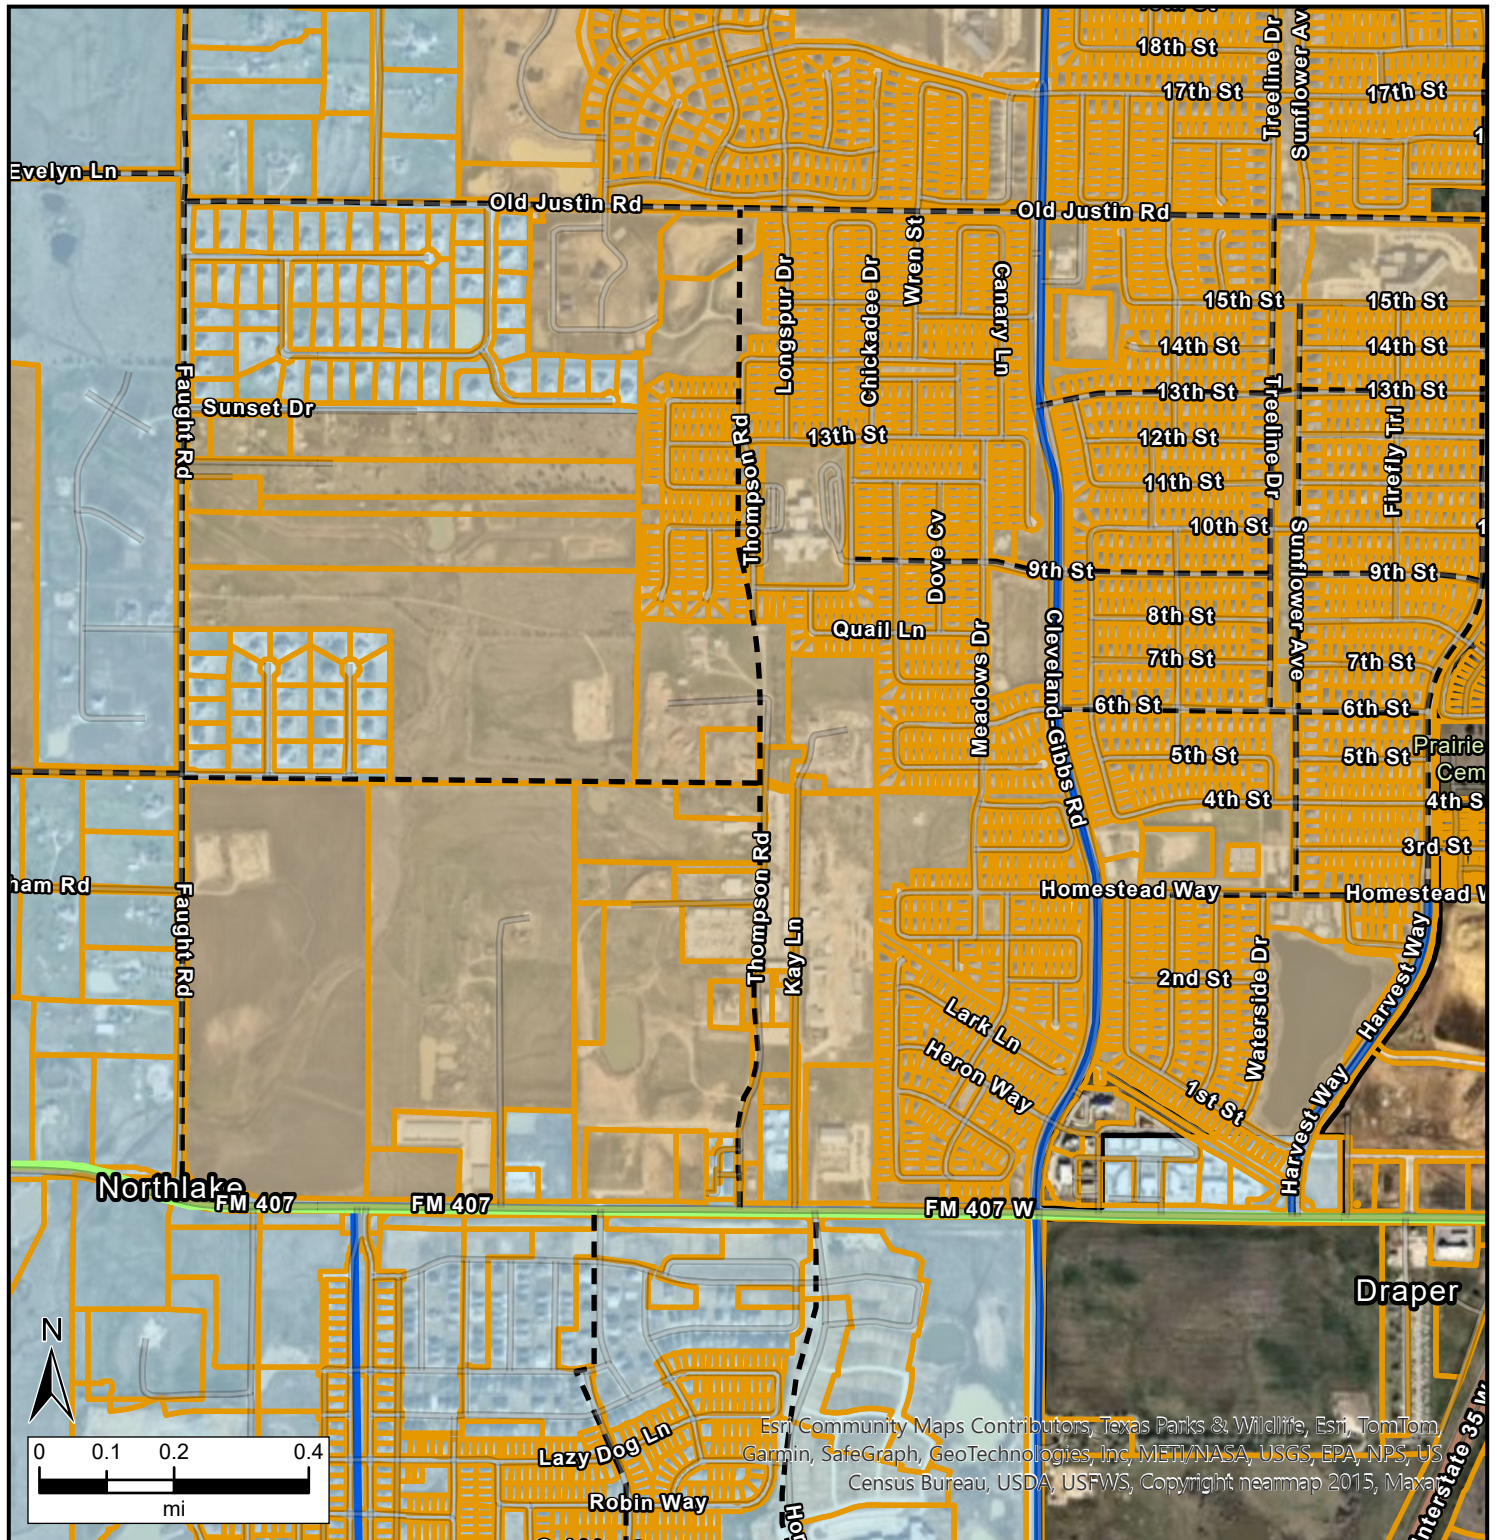 18th St
17th St
17th St
Treeline Dr
Sunflower Av
Evelyn Ln
Old Justin Rd
Old Justin Rd
Longspur Dr
Chickadee Dr
Wren St
Canary Ln
15th St
15th St
14th St
14th St
13th St
13th St
Faught Rd
Sunset Dr
Thompson Rd
13th St
12th St
Treeline Dr
Firefly Trl
11th St
10th St
Dove Cv
9th St
9th St
Sunflower Ave
Quail Ln
8th St
Meadows Dr
Cleveland-Gibbs Rd
7th St
7th St
6th St
6th St
5th St
5th St
Prairie
Cem
4th St
4th S
3rd St
ham Rd
Homestead Way
Homestead W
Faught Rd
Thompson Rd
Kay Ln
2nd St
Waterside Dr
Harvest Way
Lark Ln
Heron Way
1st St
Harvest Way
Northlake
FM 407
FM 407
FM 407 W
Draper
N
0 0.1 0.2 0.4
mi
Lazy Dog Ln
Robin Way
Hor
Interstate 35 W
Esri Community Maps Contributors, Texas Parks & Wildlife, Esri, TomTom,
Garmin, SafeGraph, GeoTechnologies, Inc, METI/NASA, USGS, EPA, NPS, US
Census Bureau, USDA, USFWS, Copyright nearmap 2015, Maxar